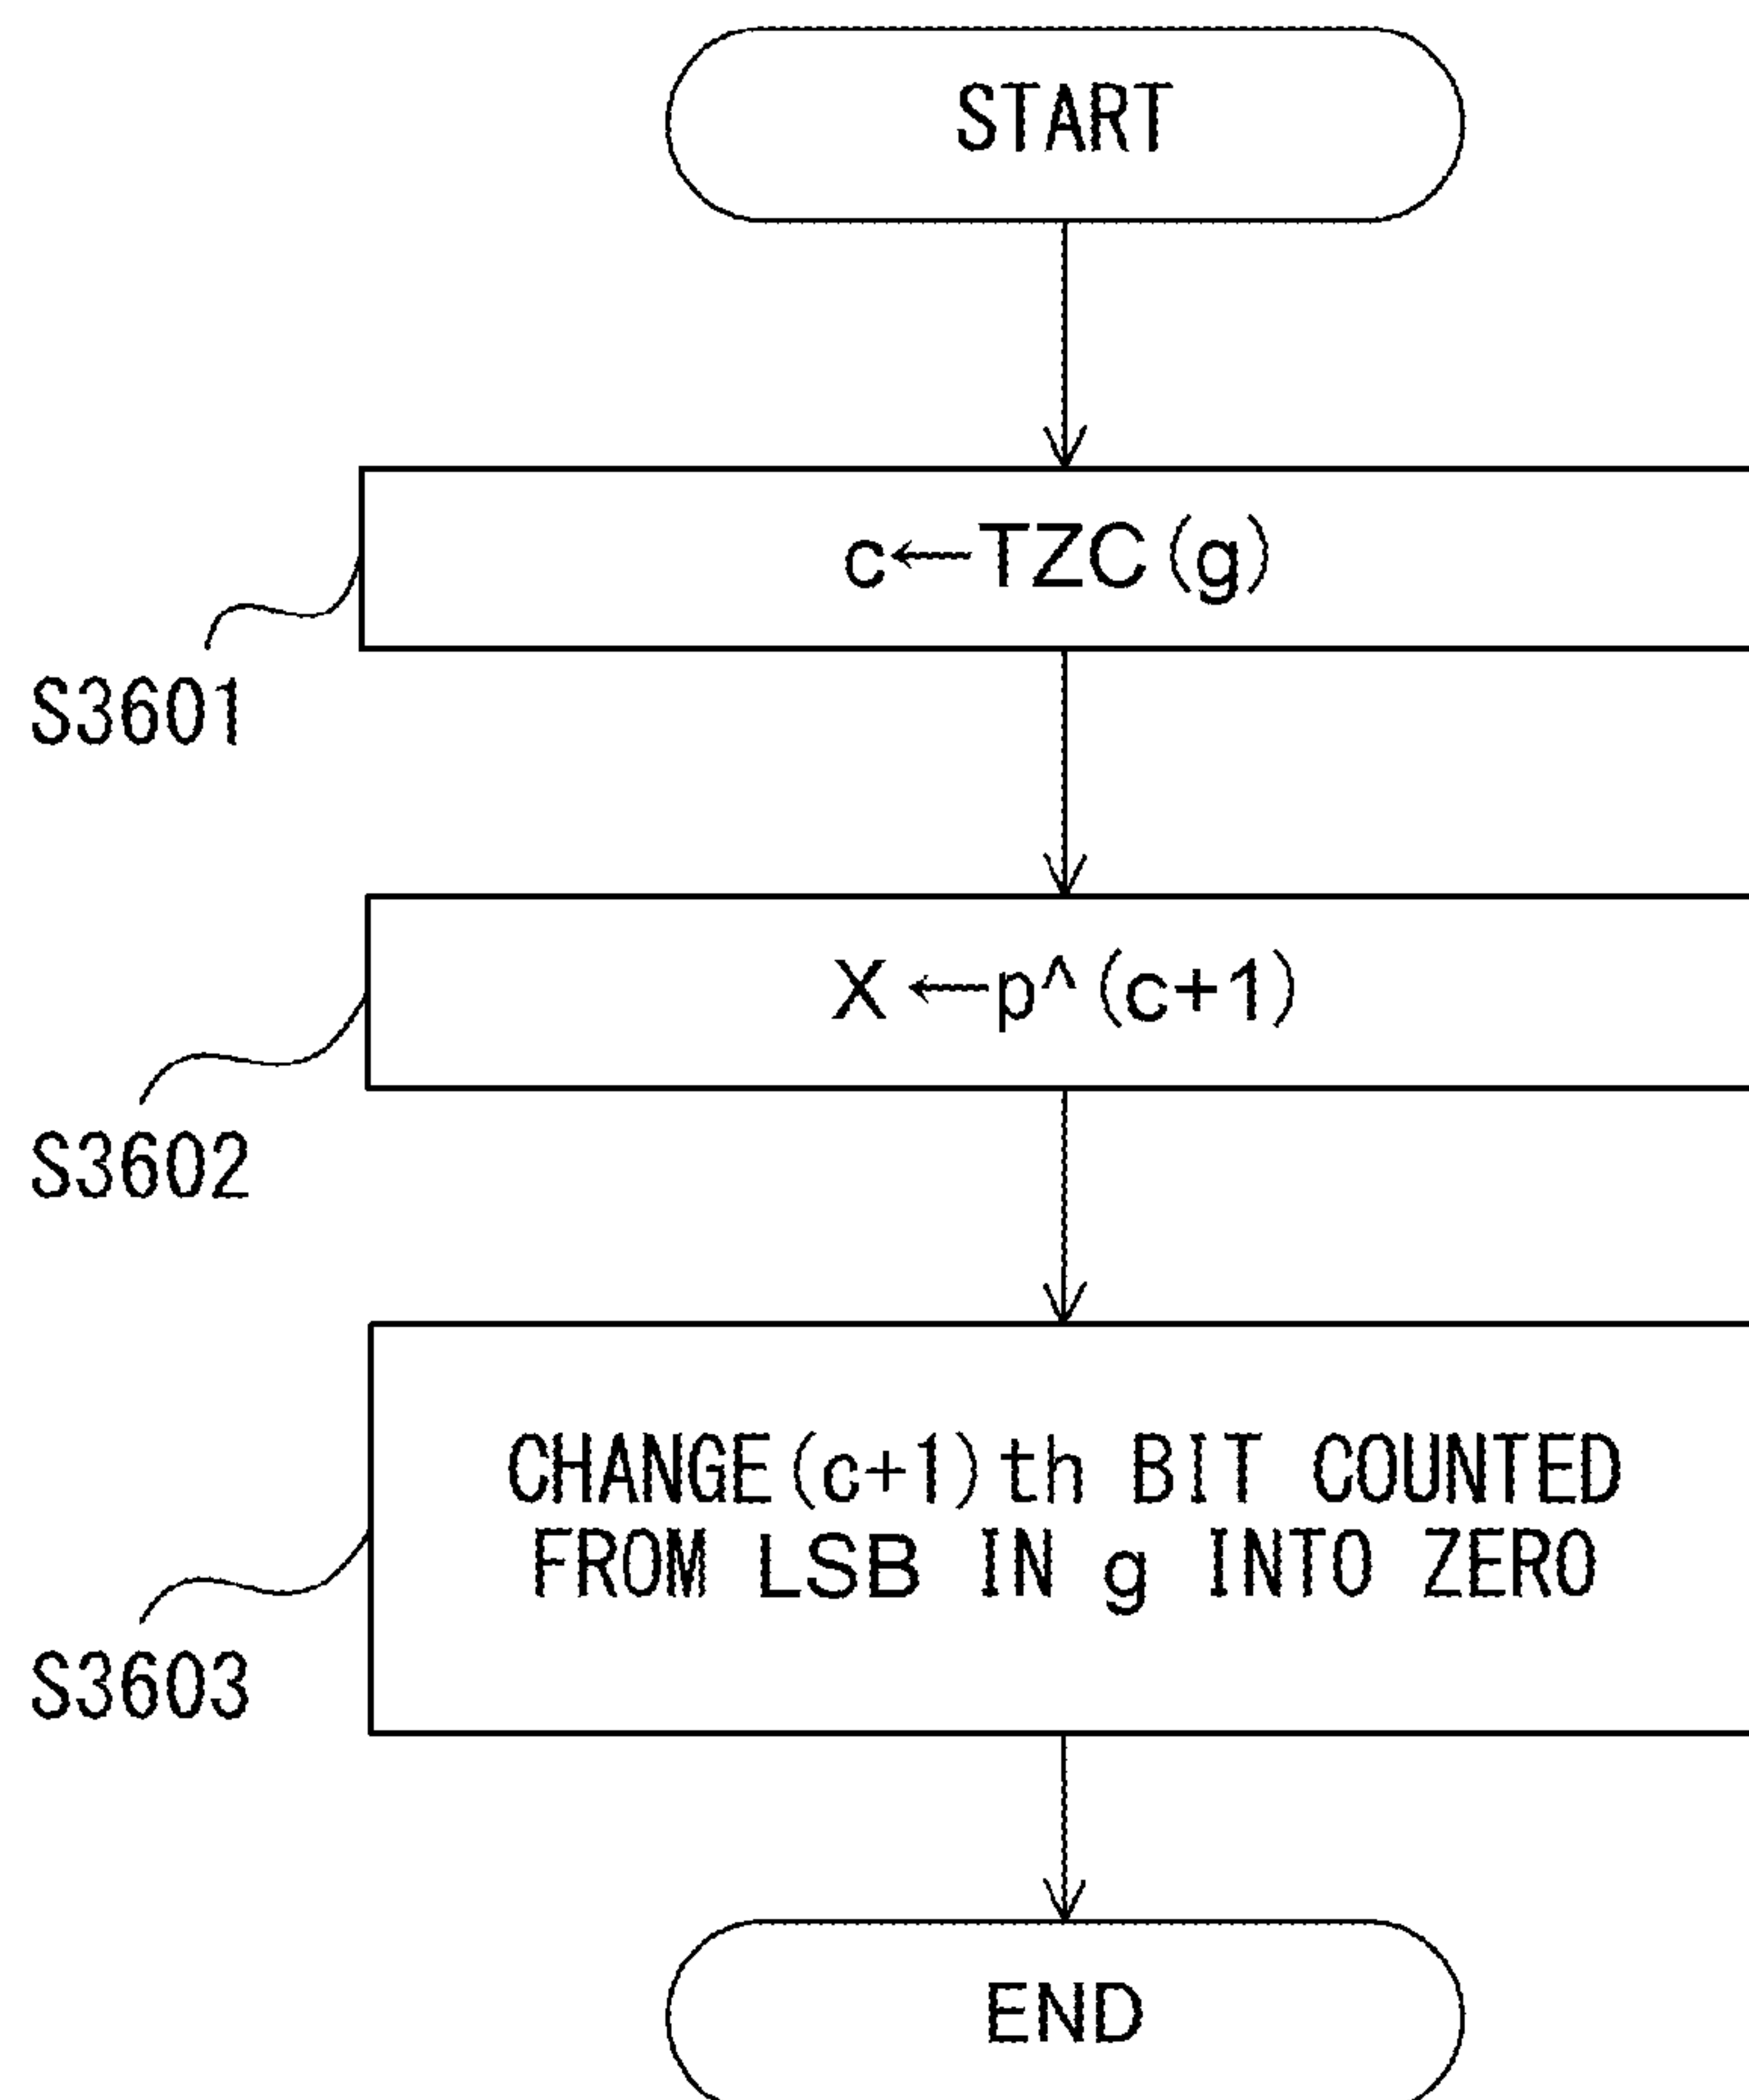 START
c←TZC(g)
S3601
X←p^(c+1)
S3602
CHANGE(c+1)th BIT COUNTED
FROM LSB IN g INTO ZERO
S3603
END